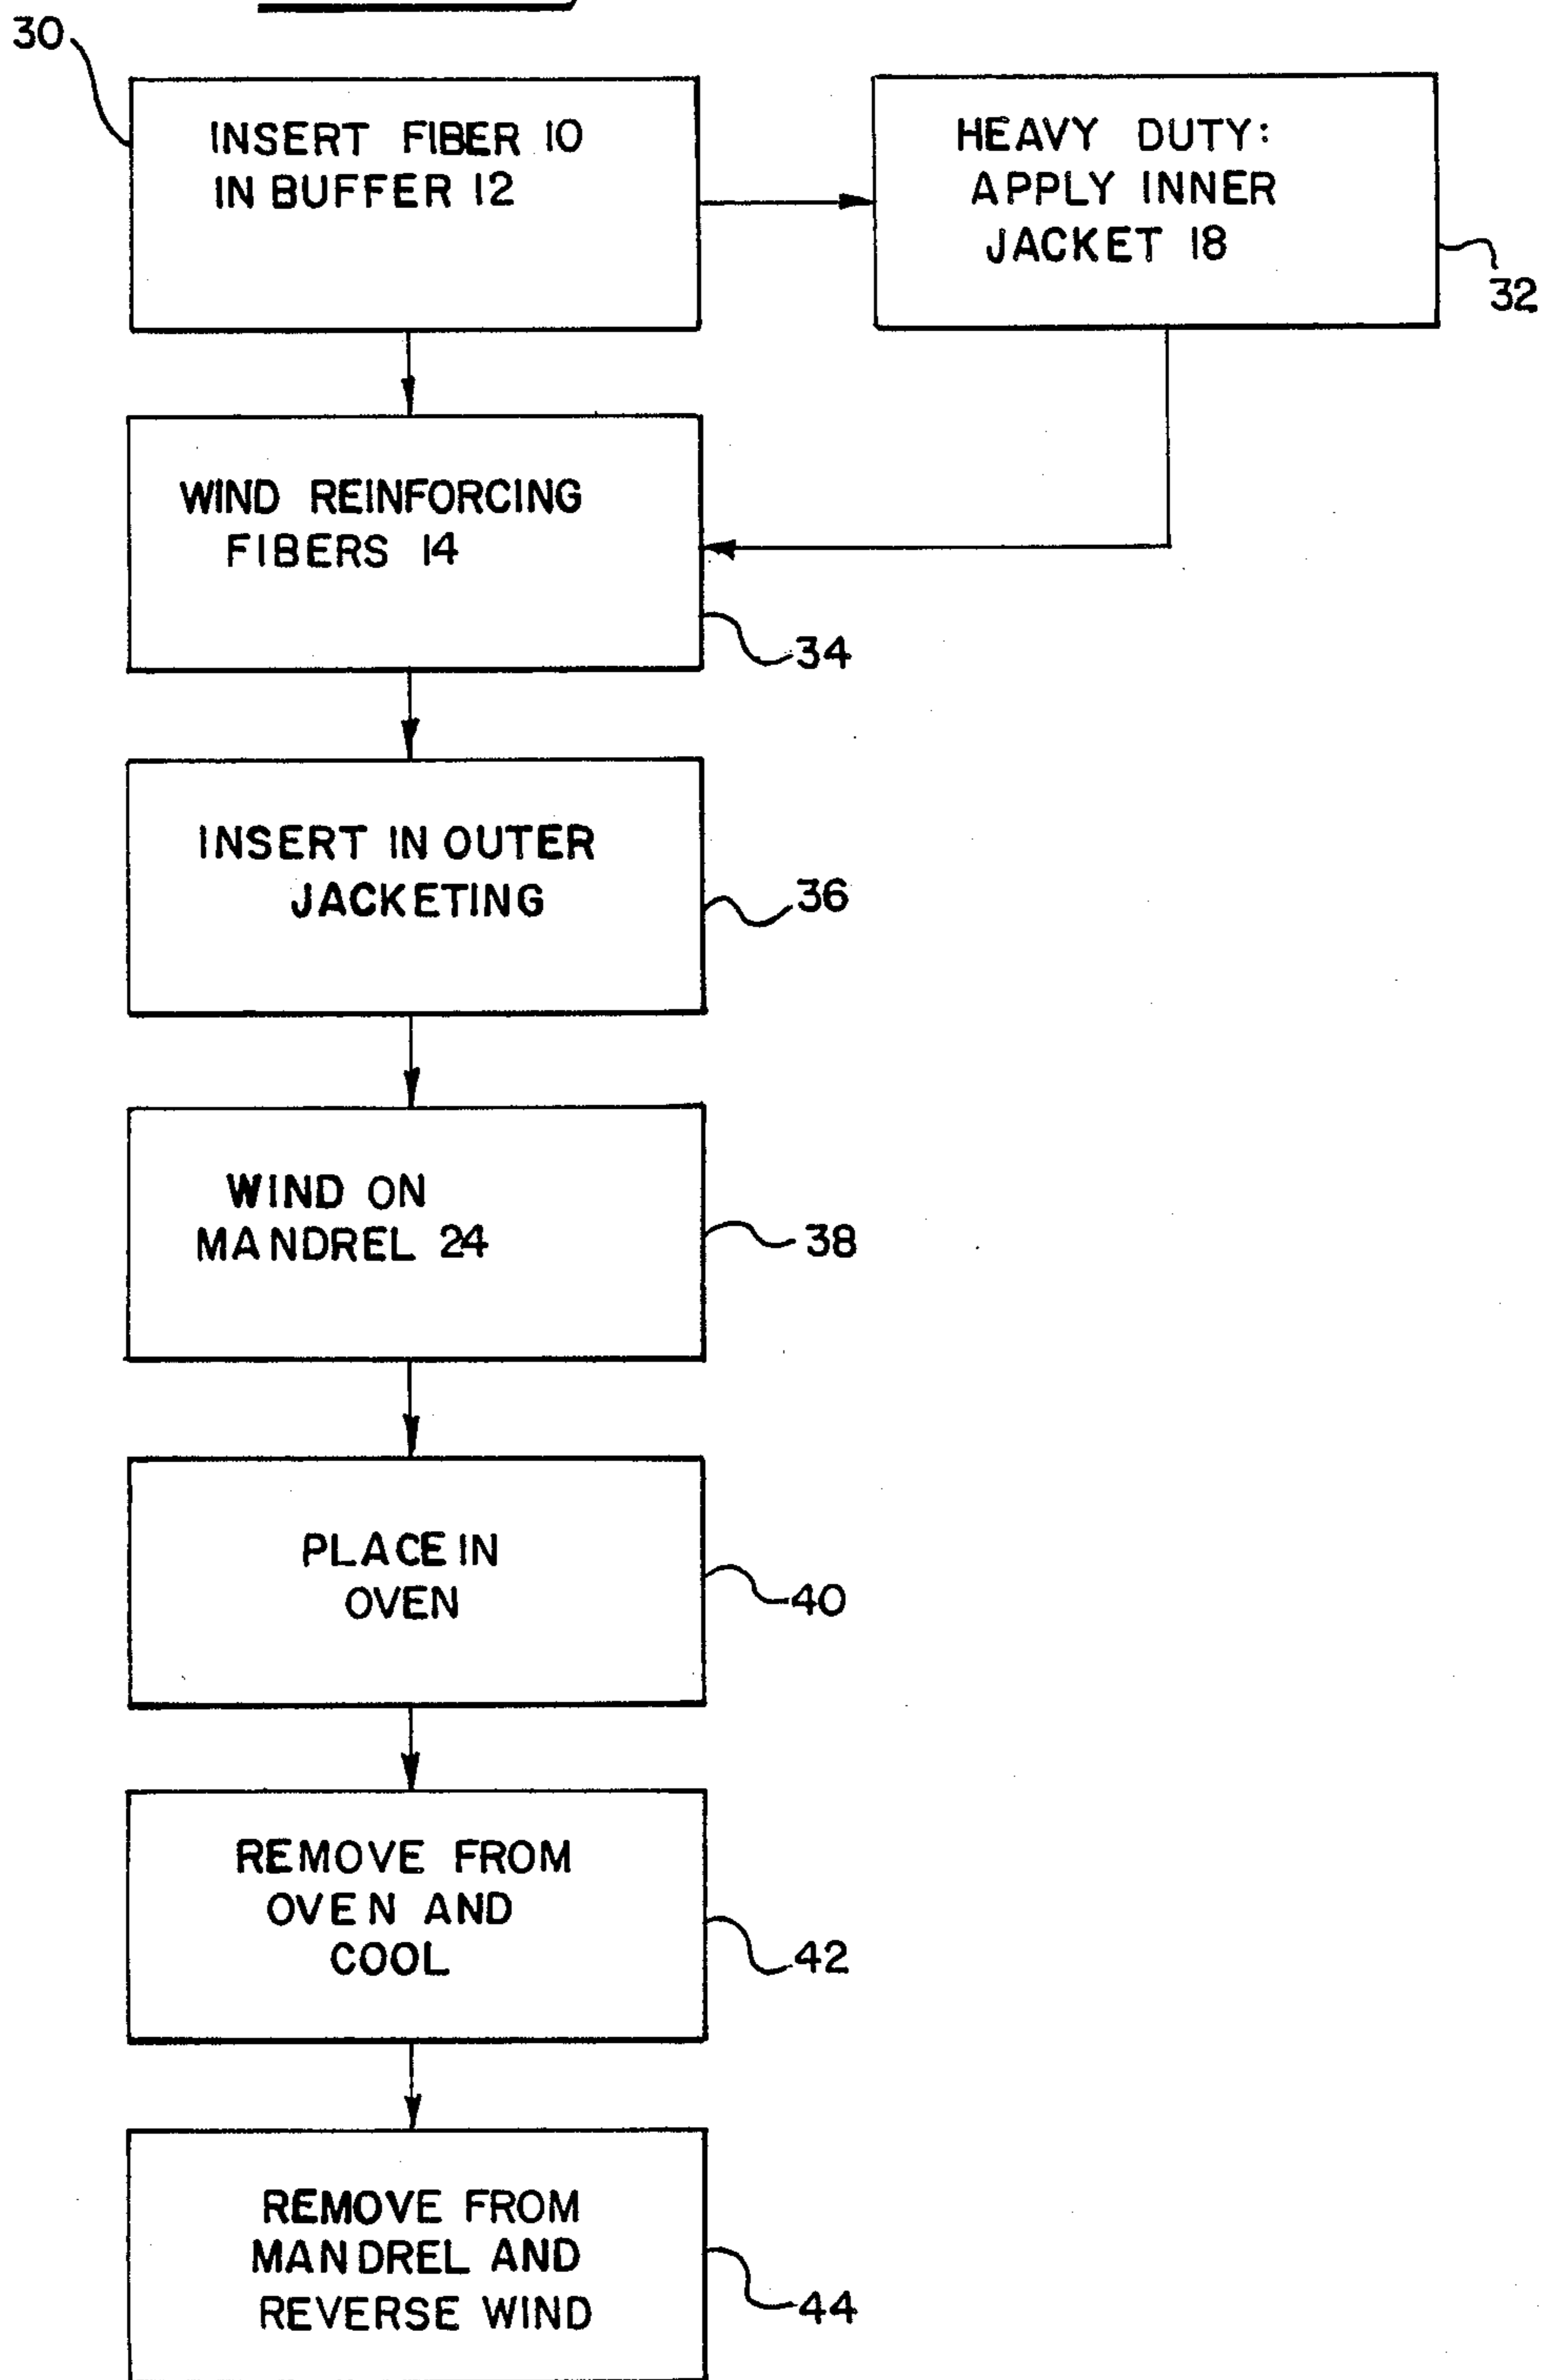 30
INSERT FIBER 10
IN BUFFER 12
HEAVY DUTY:
APPLY INNER
JACKET 18
32
WIND REINFORCING
FIBERS 14
34
INSERT IN OUTER
JACKETING
36
WIND ON
MANDREL 24
38
PLACE IN
OVEN
40
REMOVE FROM
OVEN AND
COOL
42
REMOVE FROM
MANDREL AND
REVERSE WIND
44